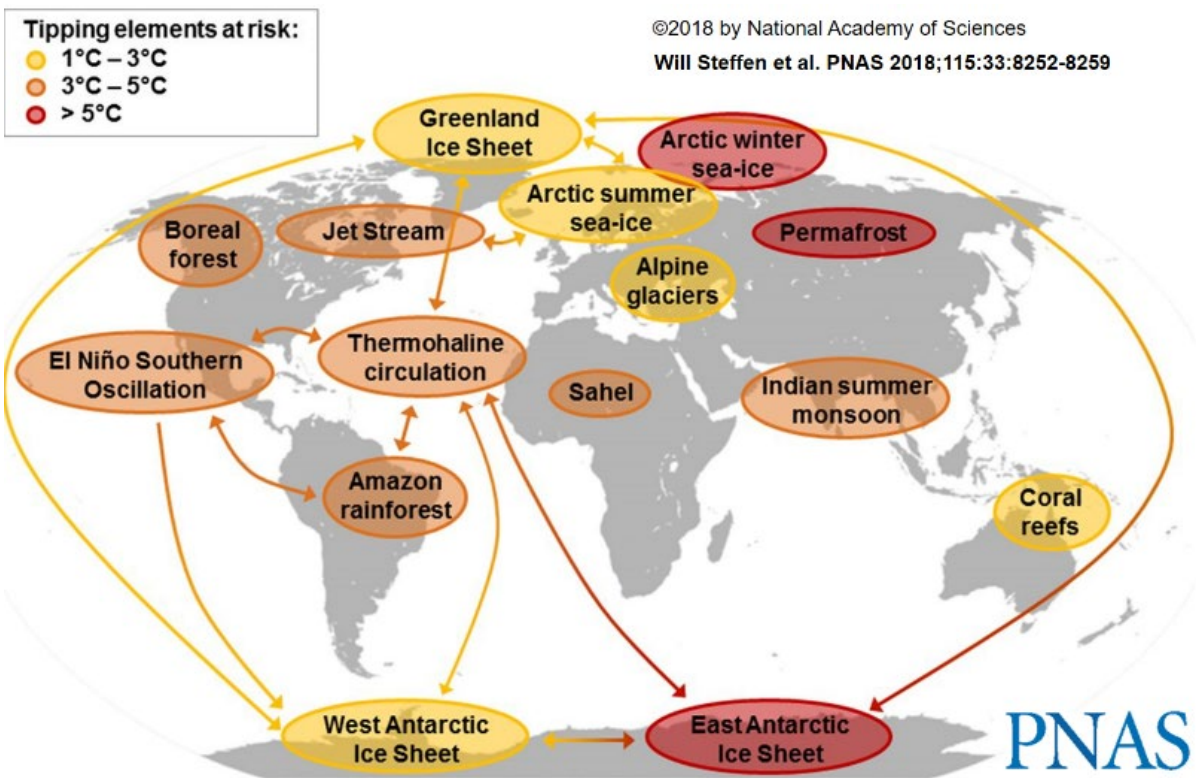 Tipping elements at risk:
1°C – 3°C
3°C – 5°C
> 5°C
©2018 by National Academy of Sciences
Will Steffen et al. PNAS 2018;115:33:8252-8259
Greenland
Ice Sheet
Arctic winter
sea-ice
Arctic summer
sea-ice
Boreal
forest
Jet Stream
Permafrost
Alpine
glaciers
El Niño Southern
Oscillation
Thermohaline
circulation
Sahel
Indian summer
monsoon
Amazon
rainforest
Coral
reefs
West Antarctic
Ice Sheet
East Antarctic
Ice Sheet
PNAS